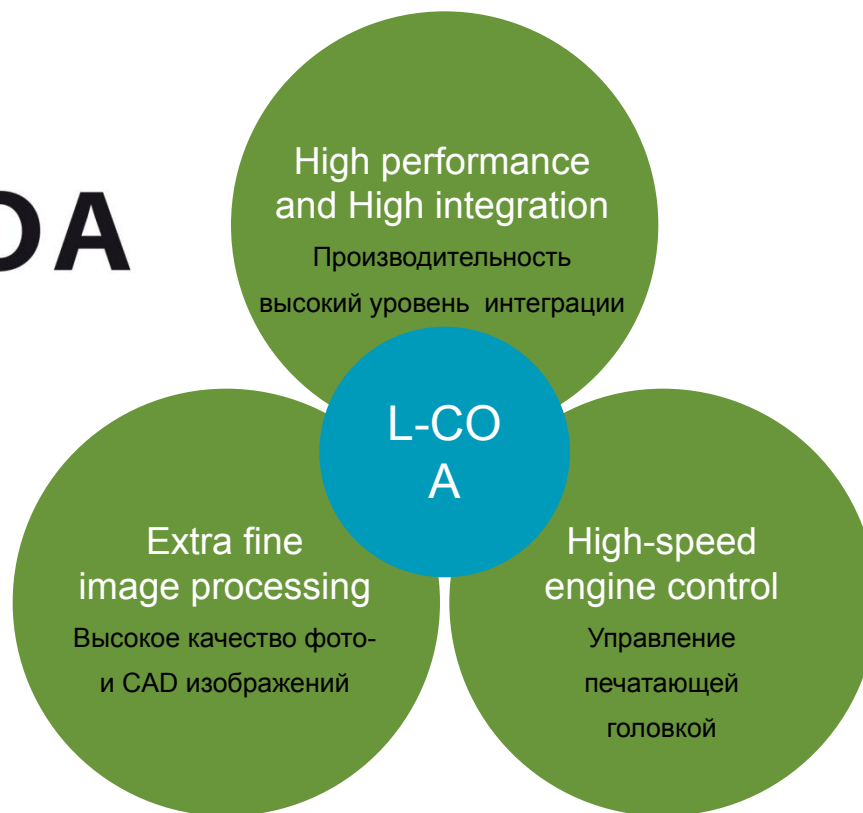 OA
High performance
and High integration
Производительность
высокий уровень интеграции
L-CO
A
Extra fine
image processing
Высокое качество фото-
и CAD изображений
High-speed
engine control
Управление
печатающей
головкой